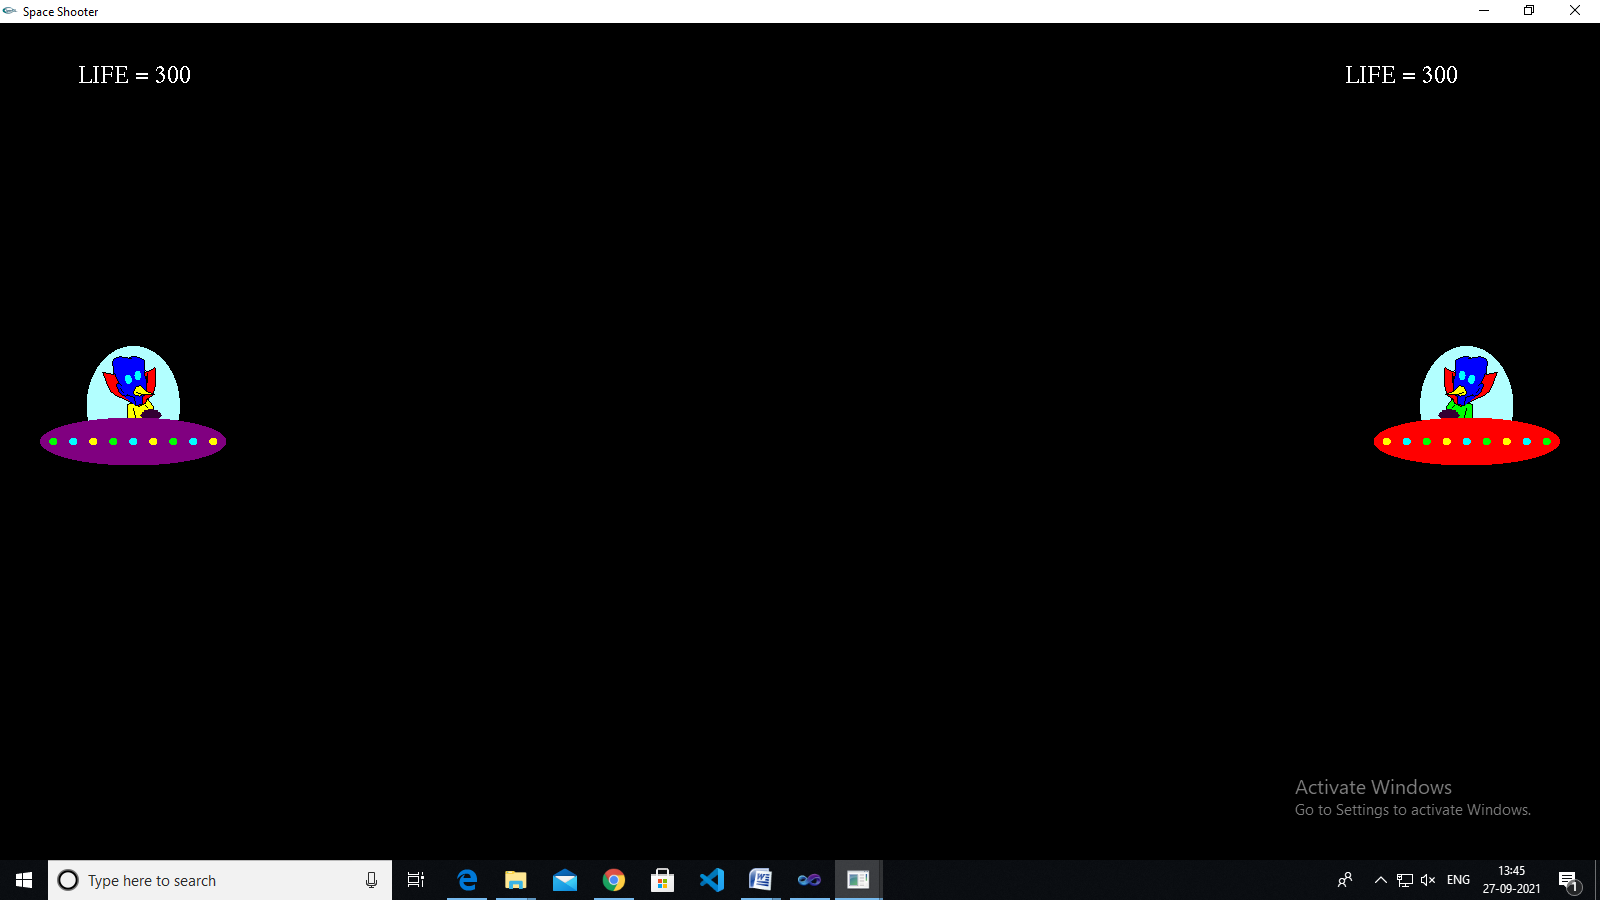 Space Shooter
LIFE = 300
LIFE = 300
Activate Windows
Go to Settings to activate Windows.
Type here to search
ENG
13:45
27-09-2021
1